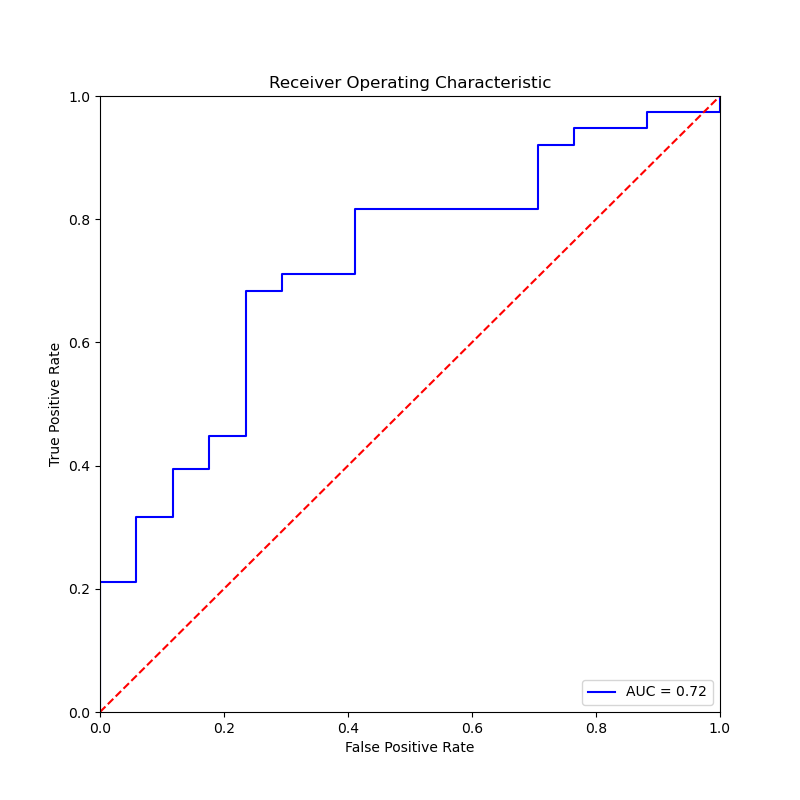 Receiver Operating Characteristic
1.0
0.8
0.6
0.4
0.2
0.0
True Positive Rate
AUC = 0.72
0.0 0.2 0.4 0.6 0.8 1.0
False Positive Rate